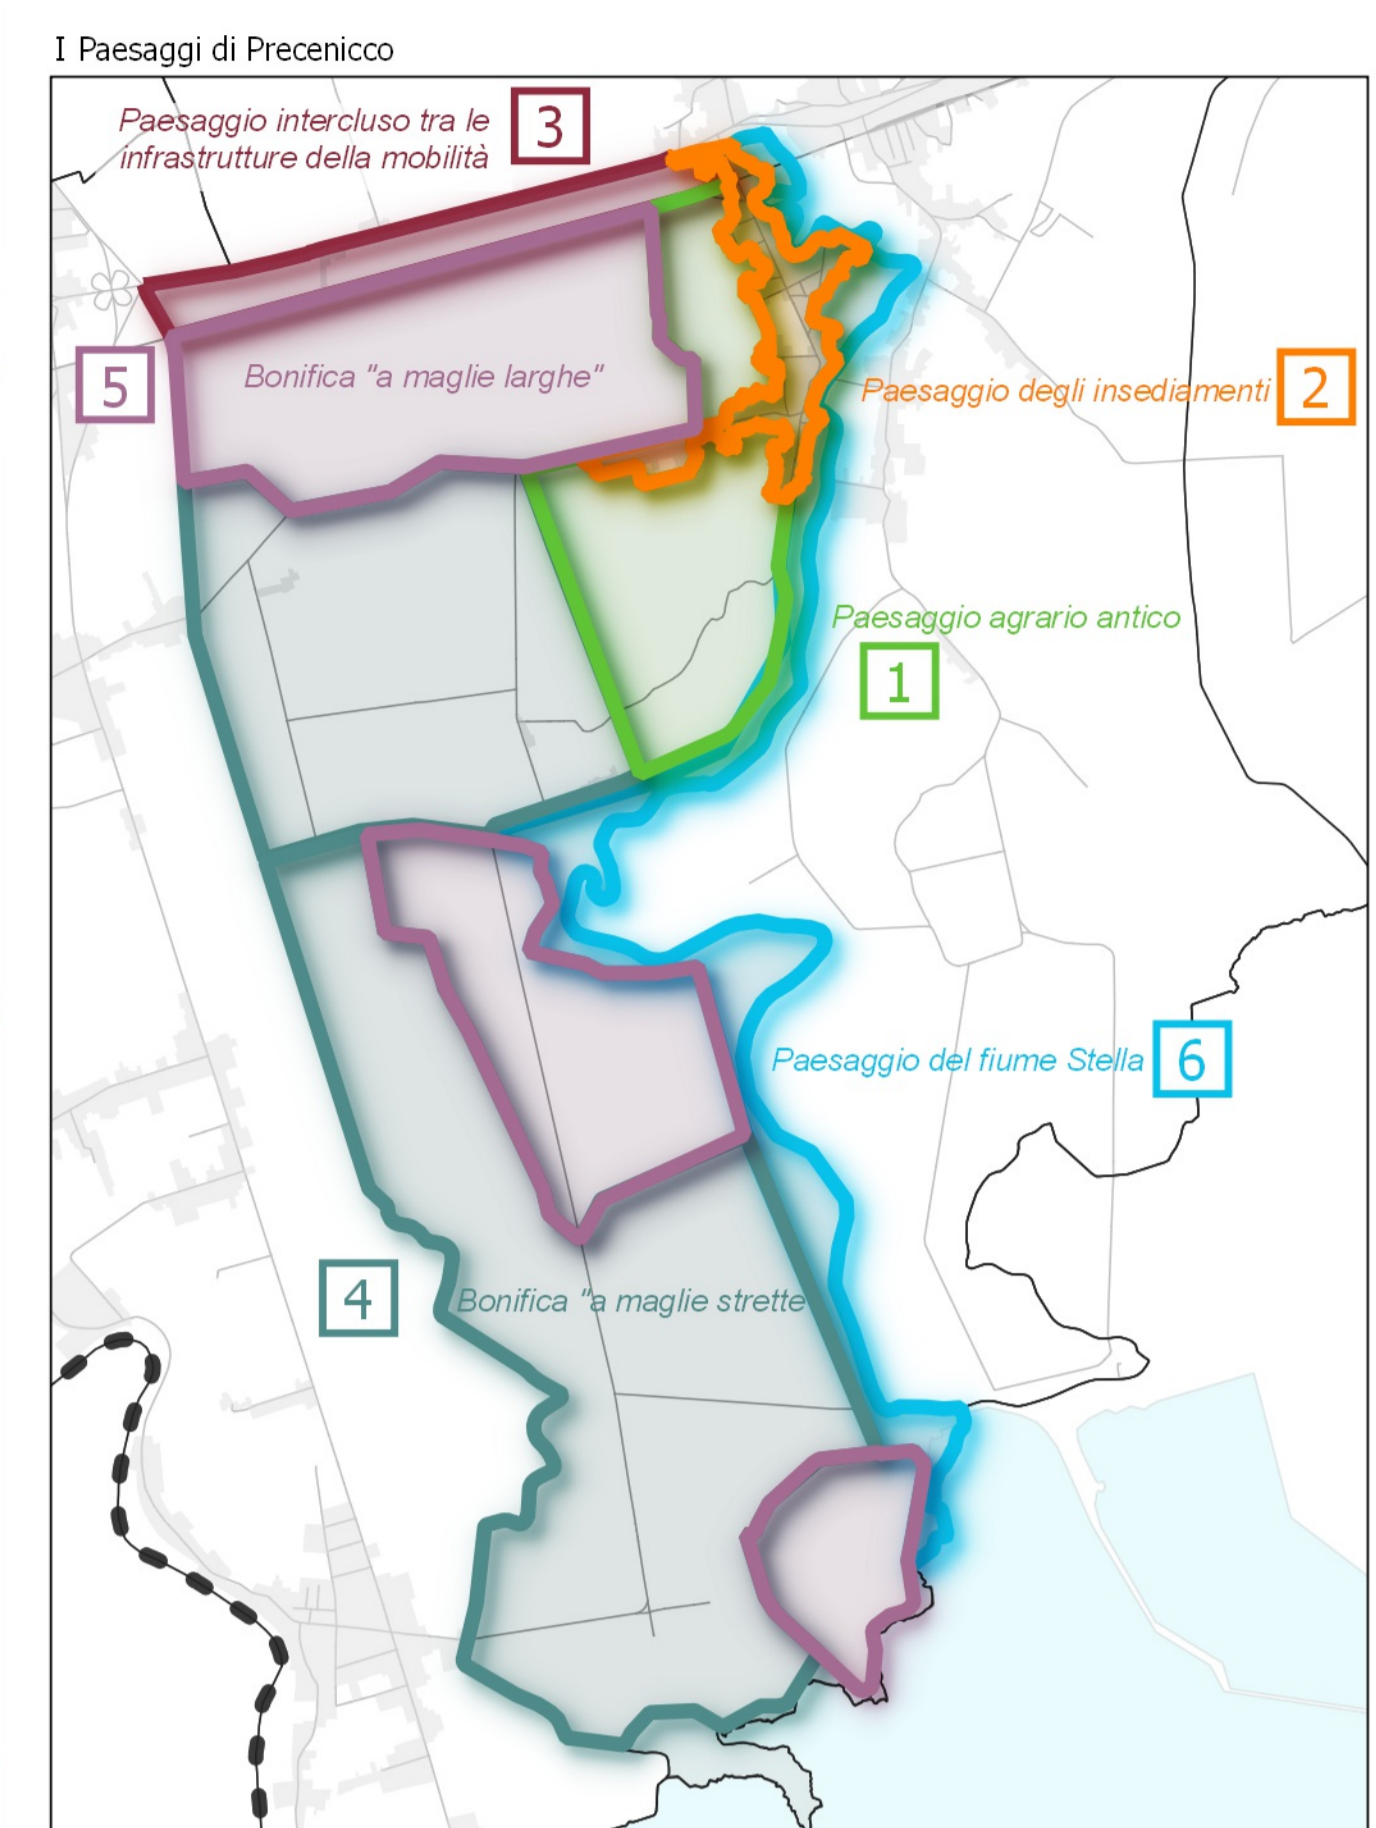 I Paesaggi di Precenicco
Paesaggio intercluso tra le
infrastrutture della mobilità
3
5
Bonifica "a maglie larghe"
Paesaggio degli insediamenti
2
Paesaggio agrario antico
1
Paesaggio del fiume Stella
6
4
Bonifica "a maglie strette